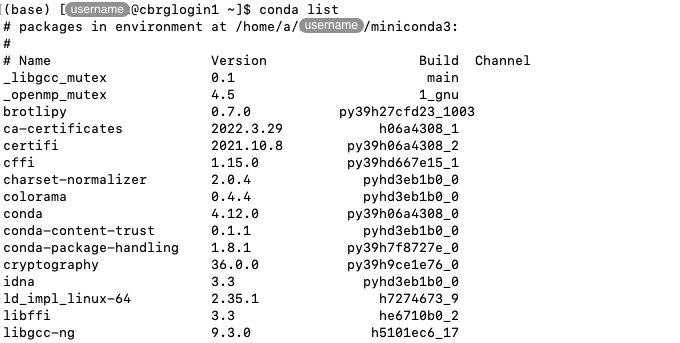 (base) [username@cbrglogin1 ~]$ conda list
# packages in environment at /home/a/username/miniconda3:
#
# Name                    Version                   Build  Channel
_libgcc_mutex             0.1                        main
_openmp_mutex             4.5                       1_gnu
brotlipy                  0.7.0           py39h27cfd23_1003
ca-certificates           2022.3.29            h06a4308_1
certifi                   2021.10.8        py39h06a4308_2
cffi                      1.15.0           py39hd667e15_1
charset-normalizer        2.0.4              pyhd3eb1b0_0
colorama                  0.4.4              pyhd3eb1b0_0
conda                     4.12.0           py39h06a4308_0
conda-content-trust       0.1.1              pyhd3eb1b0_0
conda-package-handling    1.8.1            py39h7f8727e_0
cryptography              36.0.0           py39h9ce1e76_0
idna                      3.3                pyhd3eb1b0_0
ld_impl_linux-64          2.35.1               h7274673_9
libffi                    3.3                  he6710b0_2
libgcc-ng                 9.3.0               h5101ec6_17